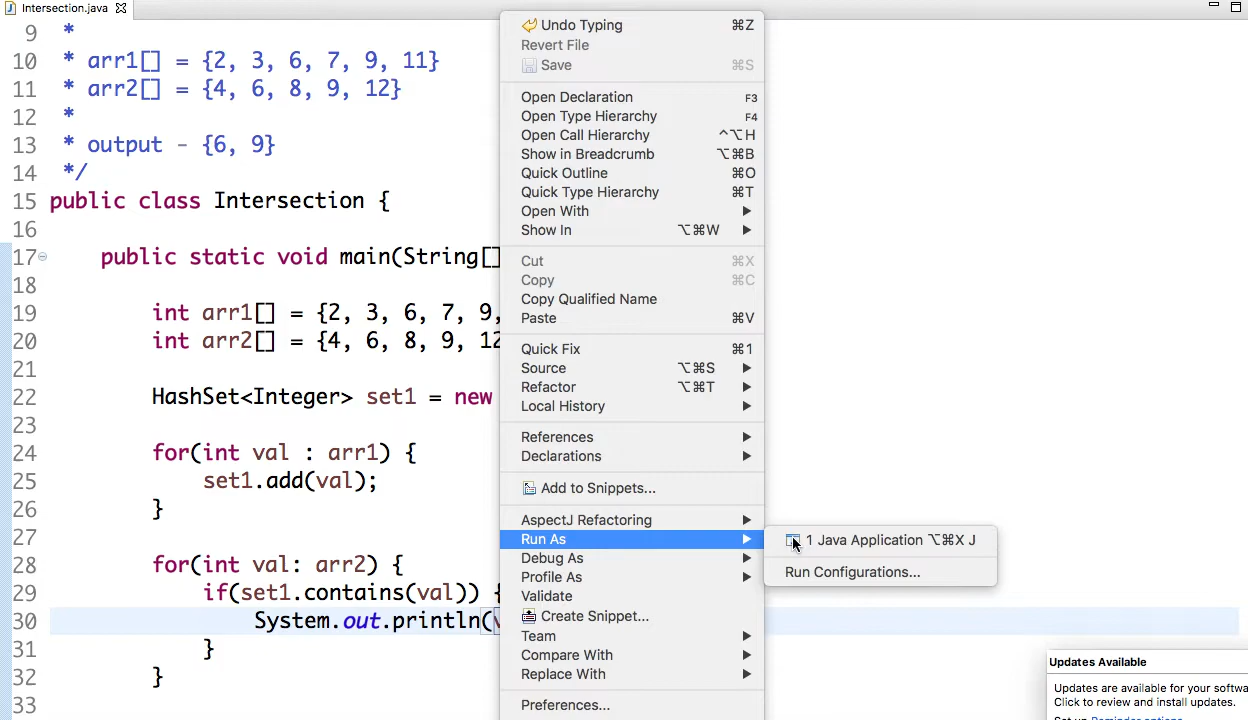 Intersection.java
9 *
10 * arr1[] = {2, 3, 6, 7, 9, 11}
11 * arr2[] = {4, 6, 8, 9, 12}
12 *
13 * output - {6, 9}
14 */
15 public class Intersection {
16
17 public static void main(String[]
18
19 int arr1[] = {2, 3, 6, 7, 9,
20 int arr2[] = {4, 6, 8, 9, 12
21
22 HashSet<Integer> set1 = new
23
24 for(int val : arr1) {
25 set1.add(val);
26 }
27
28 for(int val: arr2) {
29 if(set1.contains(val)) {
30 System.out.println(
31 }
32 }
33
Undo Typing ⌘Z
Revert File
Save ⌘S
Open Declaration F3
Open Type Hierarchy F4
Open Call Hierarchy ^⌥H
Show in Breadcrumb ⌥⌘B
Quick Outline ⌘O
Quick Type Hierarchy ⌘T
Open With ▶
Show In ⌥⌘W ▶
Cut ⌘X
Copy ⌘C
Copy Qualified Name
Paste ⌘V
Quick Fix ⌘1
Source ⌥⌘S ▶
Refactor ⌥⌘T ▶
Local History ▶
References ▶
Declarations ▶
Add to Snippets...
AspectJ Refactoring ▶
Run As ▶
Debug As ▶
Profile As ▶
Validate
Create Snippet...
Team ▶
Compare With ▶
Replace With ▶
Preferences...
1 Java Application ⌥⌘X J
Run Configurations...
Updates Available
Updates are available for your softwa
Click to review and install updates.
Set up Reminder options